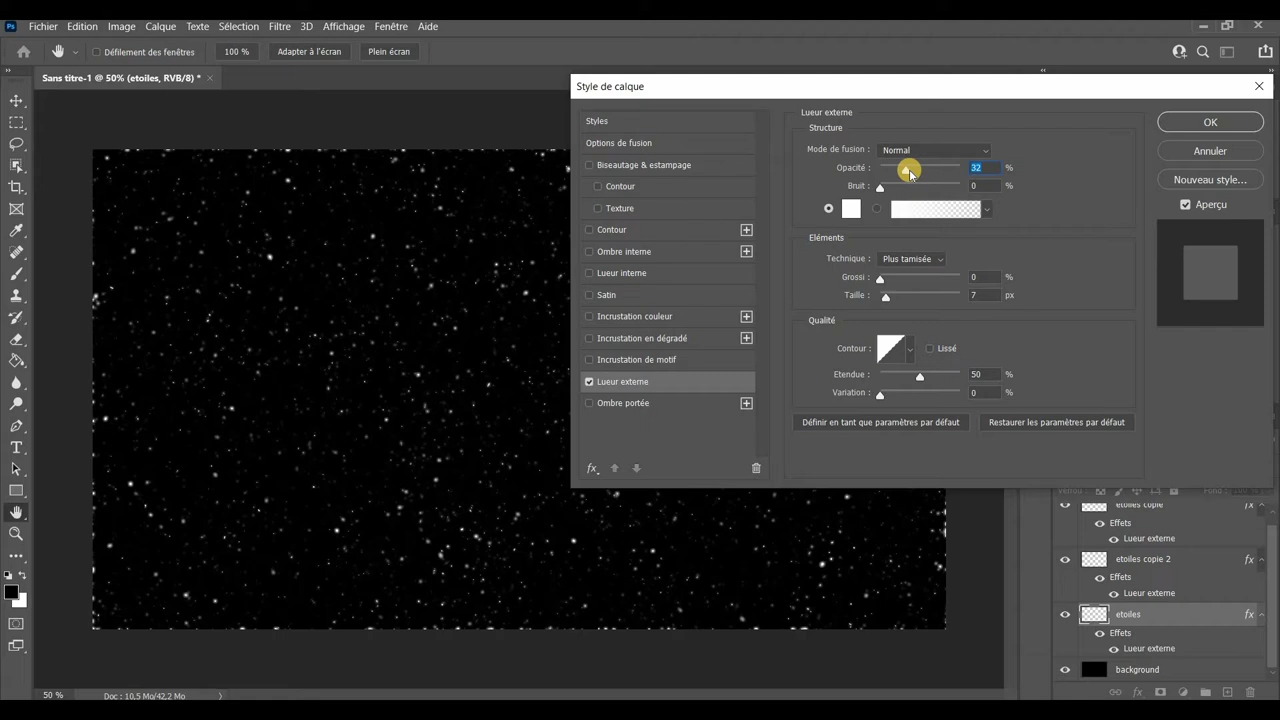 Ps Fichier Edition Image Calque Texte Sélection Filtre 3D Affichage Fenêtre Aide
Défilement des fenêtres 100 % Adapter à l'écran Plein écran
Sans titre-1 @ 50% (etoiles, RVB/8) *
Style de calque
Styles
Options de fusion
Biseautage & estampage
Contour
Texture
Contour
Ombre interne
Lueur interne
Satin
Incrustation couleur
Incrustation en dégradé
Incrustation de motif
Lueur externe
Ombre portée
fx
Lueur externe
Structure
Mode de fusion : Normal
Opacité : 32 %
Bruit : 0 %
Eléments
Technique : Plus tamisée
Grossi : 0 %
Taille : 7 px
Qualité
Contour : Lissé
Etendue : 50 %
Variation : 0 %
Définir en tant que paramètres par défaut Restaurer les paramètres par défaut
OK
Annuler
Nouveau style...
Aperçu
etoiles copie fx
Effets
Lueur externe
etoiles copie 2 fx
Effets
Lueur externe
etoiles fx
Effets
Lueur externe
background
fx
50 % Doc : 10,5 Mo/42,2 Mo